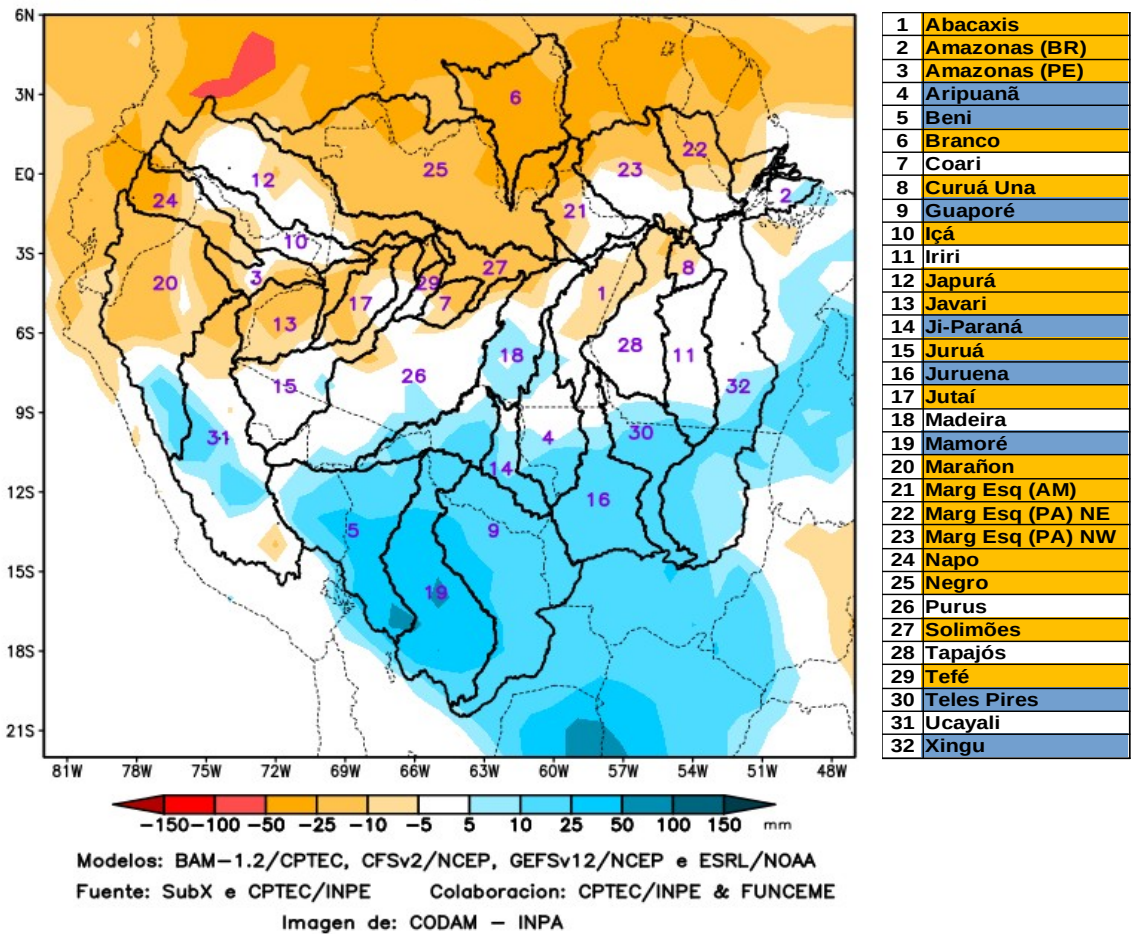 6N
3N
EQ
3S
6S
9S
12S
15S
18S
21S
81W 78W 75W 72W 69W 66W 63W 60W 57W 54W 51W 48W
6
22
25
23
12
24
2
21
10
3
27
8
20
29
1
17
7
13
28
18
11
26
15
32
30
31
4
14
16
5
9
19
-150 -100 -50 -25 -10 -5 5 10 25 50 100 150 mm
Modelos: BAM-1.2/CPTEC, CFSv2/NCEP, GEFSv12/NCEP e ESRL/NOAA
Fuente: SubX e CPTEC/INPE Colaboracion: CPTEC/INPE & FUNCEME
Imagen de: CODAM - INPA
1 Abacaxis
2 Amazonas (BR)
3 Amazonas (PE)
4 Aripuanã
5 Beni
6 Branco
7 Coari
8 Curuá Una
9 Guaporé
10 Içá
11 Iriri
12 Japurá
13 Javari
14 Ji-Paraná
15 Juruá
16 Juruena
17 Jutaí
18 Madeira
19 Mamoré
20 Marañon
21 Marg Esq (AM)
22 Marg Esq (PA) NE
23 Marg Esq (PA) NW
24 Napo
25 Negro
26 Purus
27 Solimões
28 Tapajós
29 Tefé
30 Teles Pires
31 Ucayali
32 Xingu